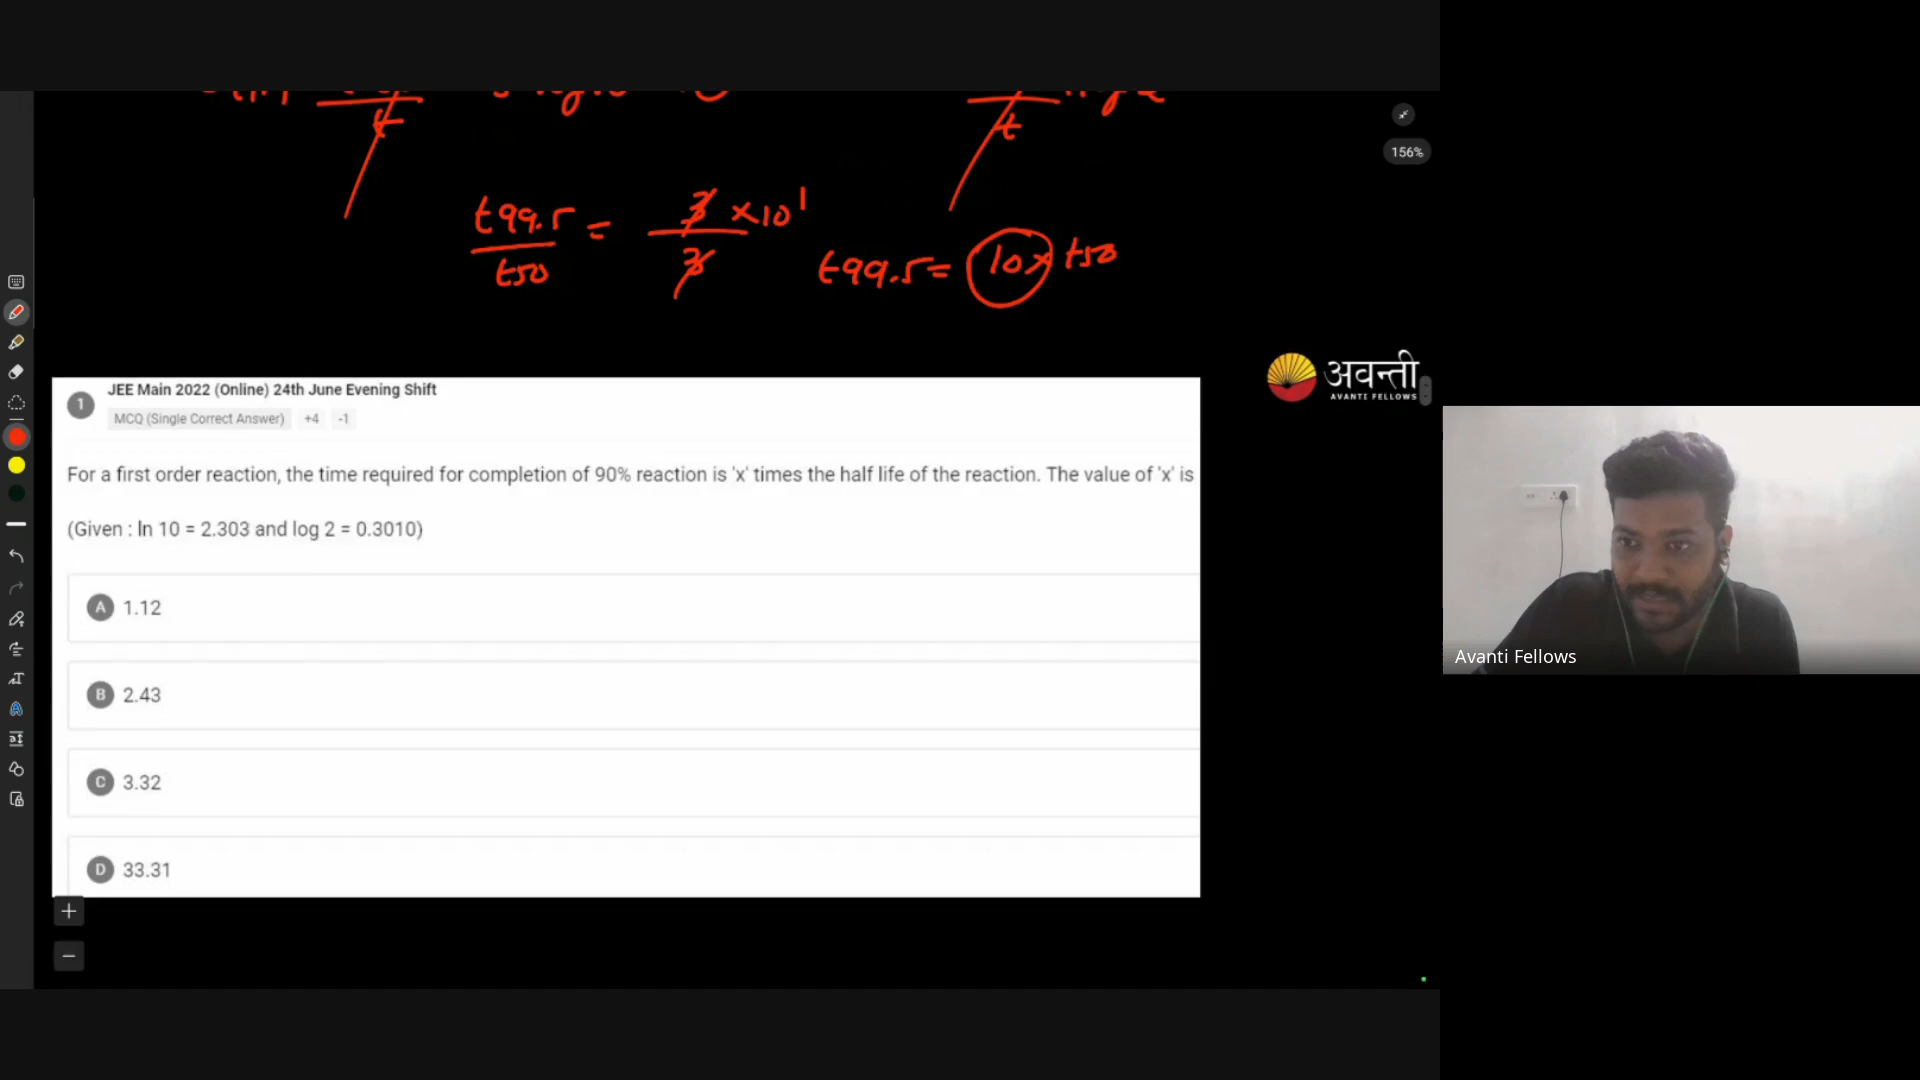 156%
t99.5 = 3 × 10¹
t50 3
t99.5 = 10 × t50
अवन्ती
AVANTI FELLOWS
1
JEE Main 2022 (Online) 24th June Evening Shift
MCQ (Single Correct Answer) +4 -1
For a first order reaction, the time required for completion of 90% reaction is 'x' times the half life of the reaction. The value of 'x' is
(Given : ln 10 = 2.303 and log 2 = 0.3010)
A 1.12
B 2.43
C 3.32
D 33.31
Avanti Fellows